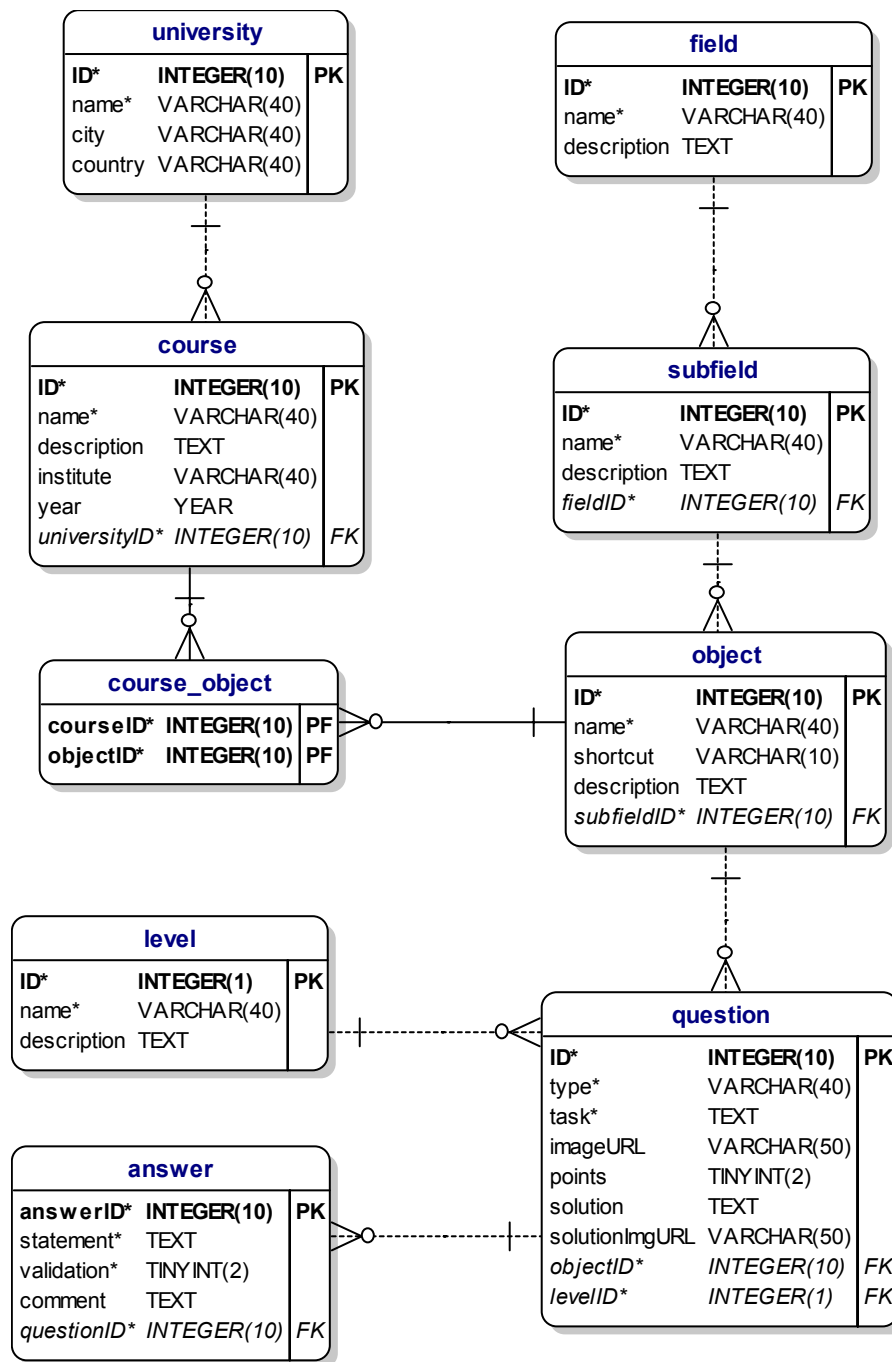 university
ID* INTEGER(10) PK
name* VARCHAR(40)
city VARCHAR(40)
country VARCHAR(40)
field
ID* INTEGER(10) PK
name* VARCHAR(40)
description TEXT
course
ID* INTEGER(10) PK
name* VARCHAR(40)
description TEXT
institute VARCHAR(40)
year YEAR
universityID* INTEGER(10) FK
subfield
ID* INTEGER(10) PK
name* VARCHAR(40)
description TEXT
fieldID* INTEGER(10) FK
course_object
courseID* INTEGER(10) PF
objectID* INTEGER(10) PF
object
ID* INTEGER(10) PK
name* VARCHAR(40)
shortcut VARCHAR(10)
description TEXT
subfieldID* INTEGER(10) FK
level
ID* INTEGER(1) PK
name* VARCHAR(40)
description TEXT
question
ID* INTEGER(10) PK
type* VARCHAR(40)
task* TEXT
imageURL VARCHAR(50)
points TINYINT(2)
solution TEXT
solutionImgURL VARCHAR(50)
objectID* INTEGER(10) FK
levelID* INTEGER(1) FK
answer
answerID* INTEGER(10) PK
statement* TEXT
validation* TINYINT(2)
comment TEXT
questionID* INTEGER(10) FK